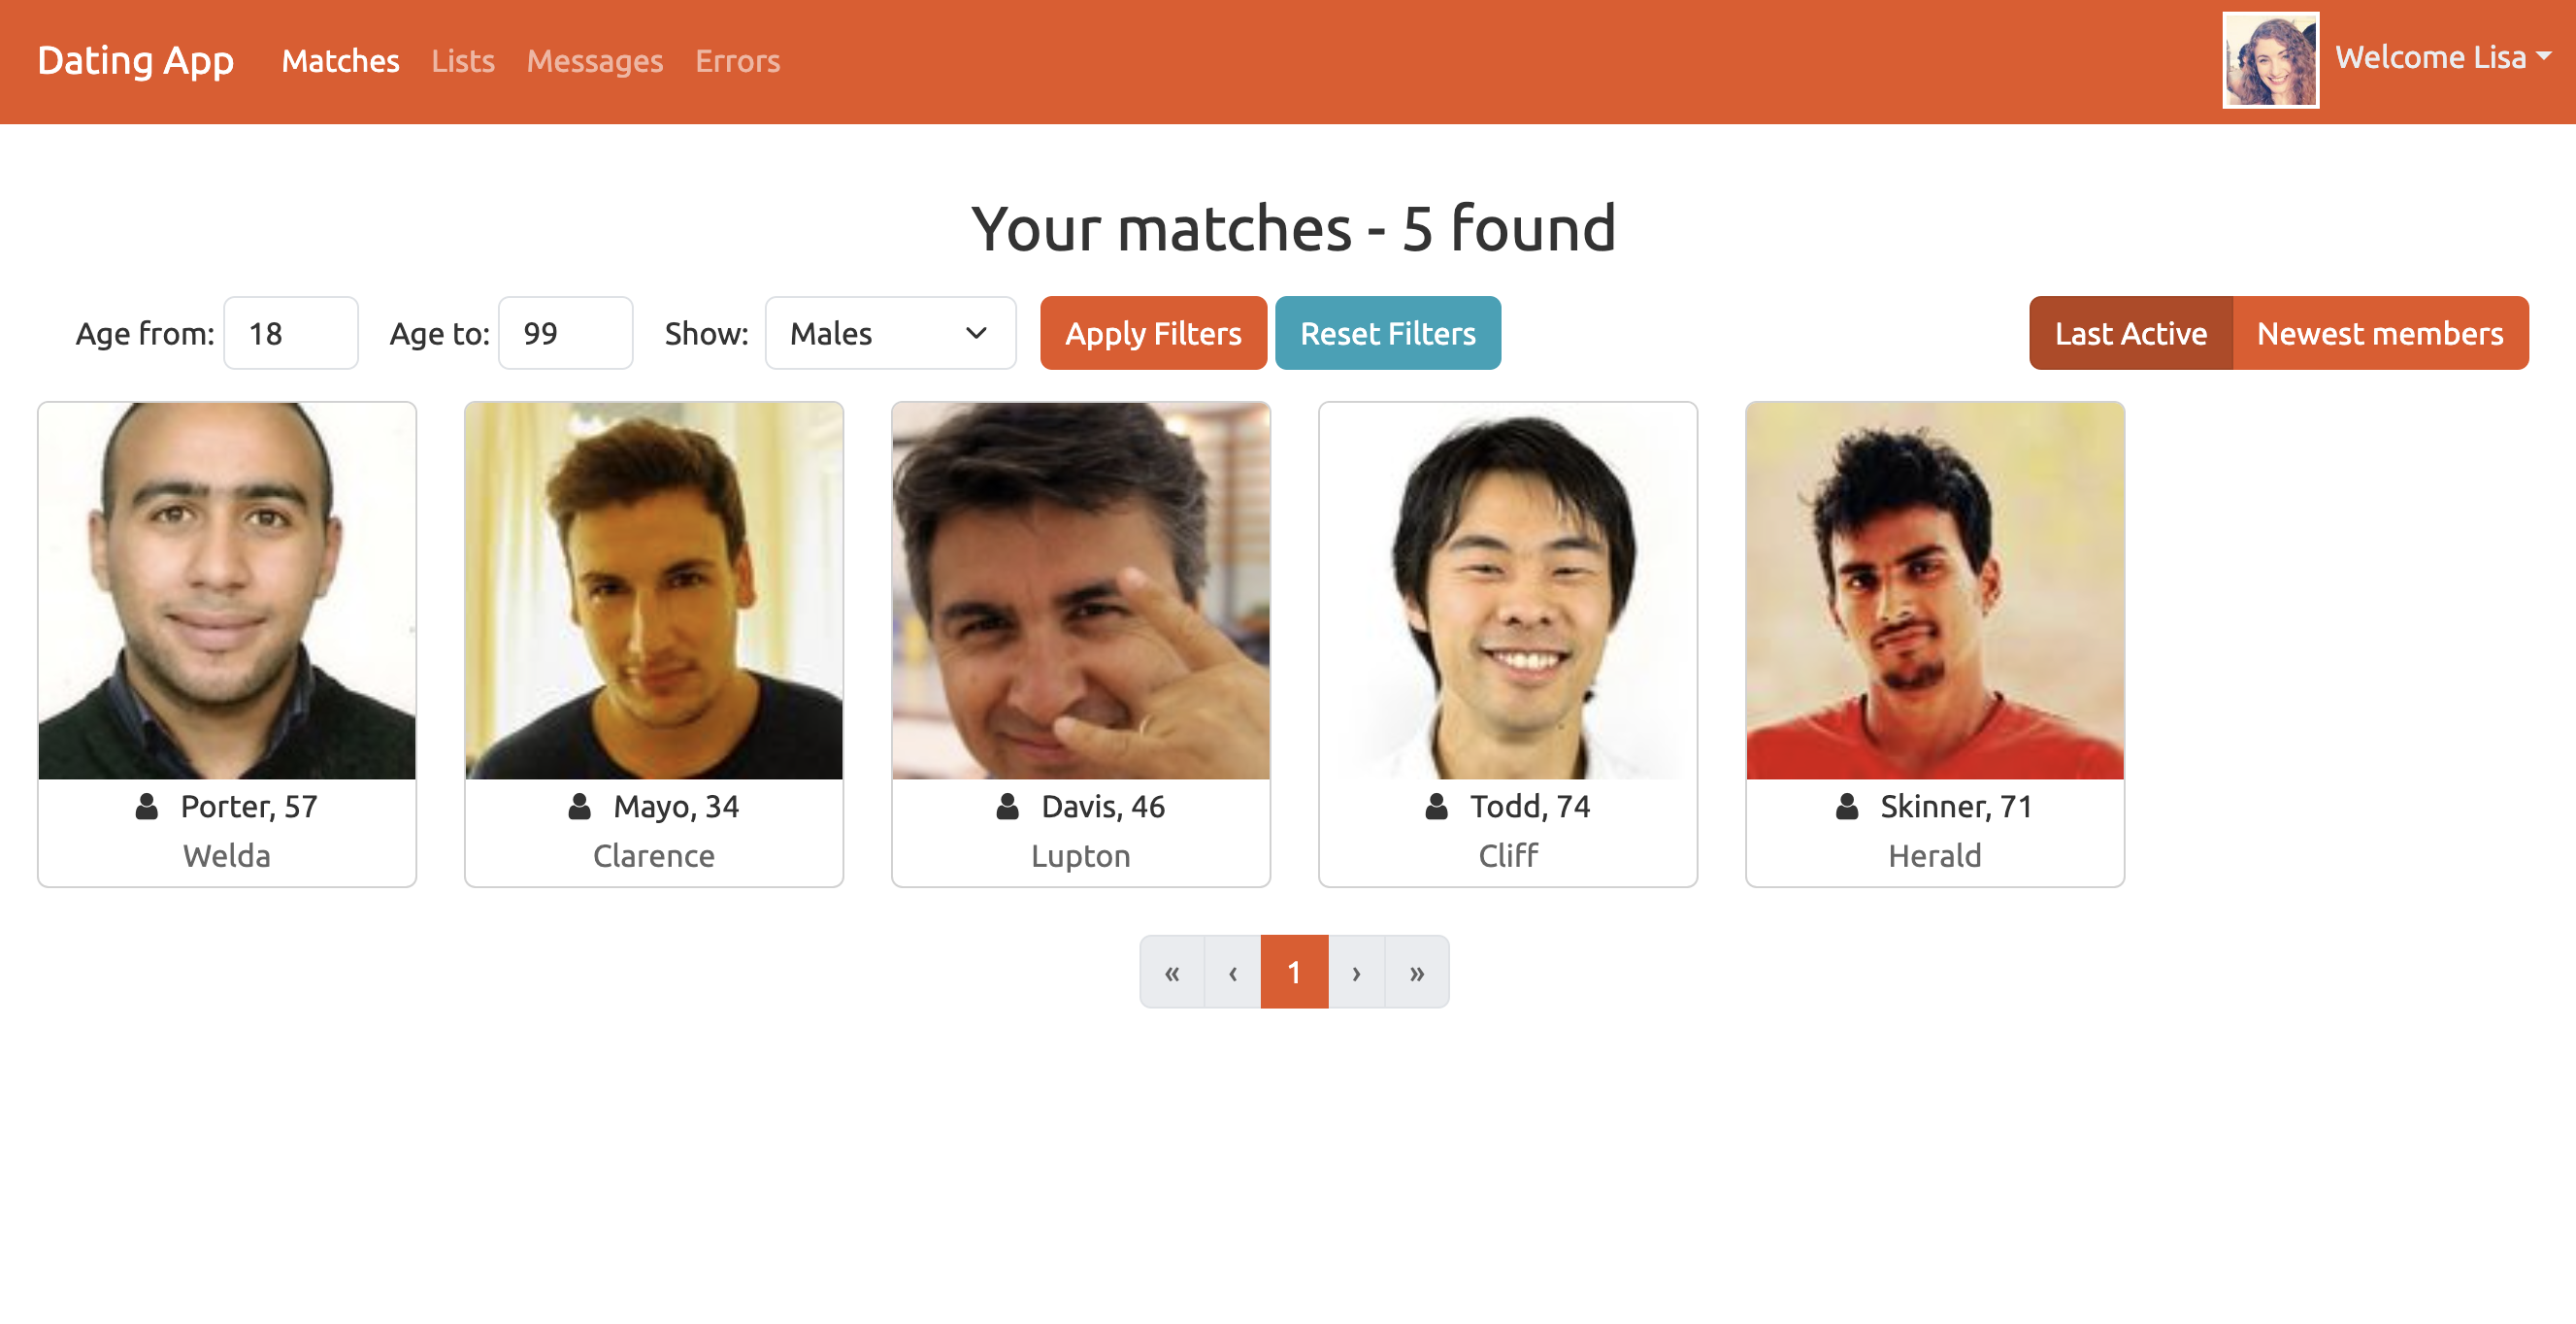 Dating App Matches Lists Messages Errors Welcome Lisa
Your matches - 5 found
Age from: 18 Age to: 99 Show: Males Apply Filters Reset Filters Last Active Newest members
Porter, 57
Welda
Mayo, 34
Clarence
Davis, 46
Lupton
Todd, 74
Cliff
Skinner, 71
Herald
« ‹ 1 › »